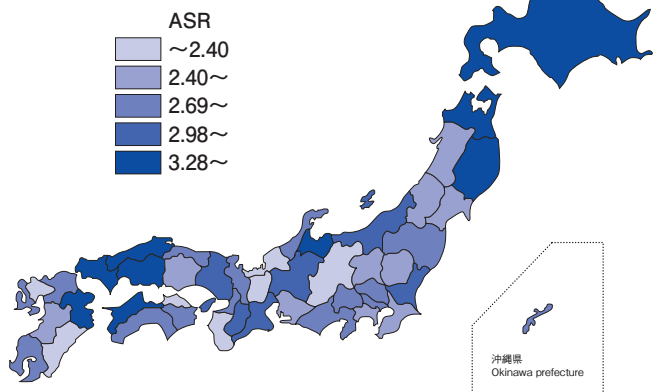 ASR
～2.40
2.40～
2.69～
2.98～
3.28～
沖縄県
Okinawa prefecture